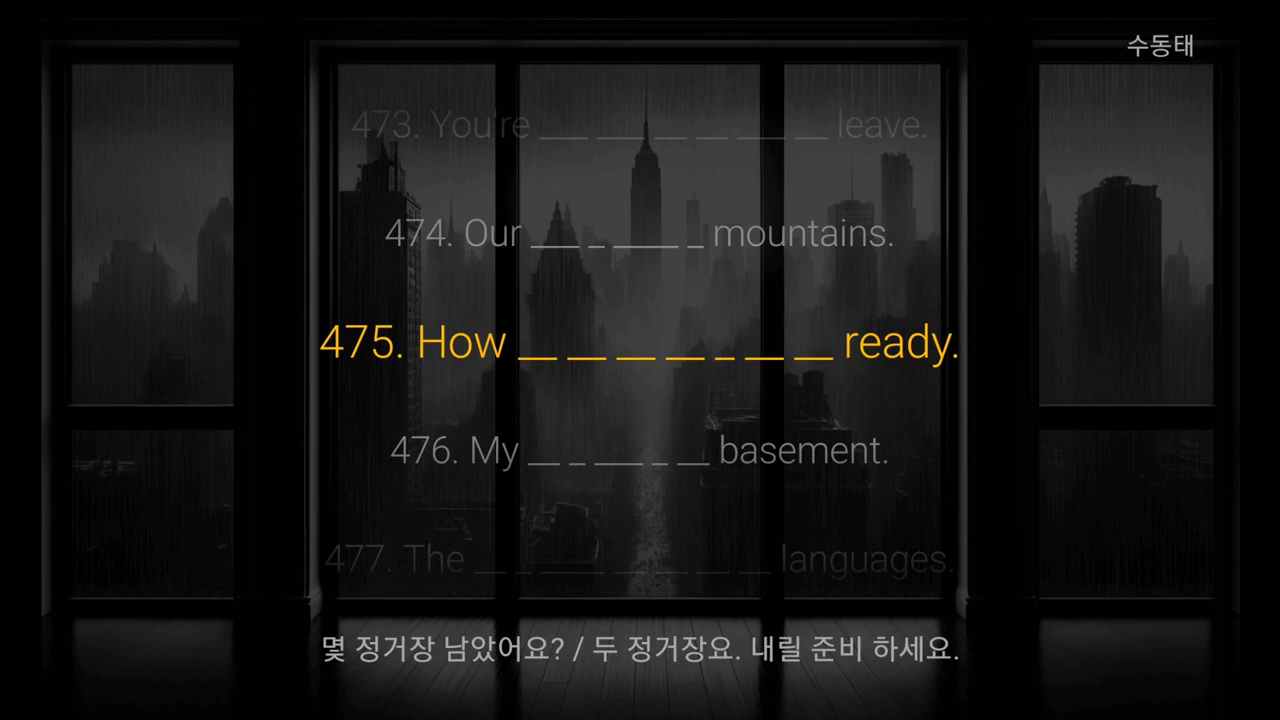 수동태
473. You're ___ ___ __ __ ___ __ leave.
474. Our ___ _ ____ _ mountains.
475. How __ __ __ __ _ __ __ ready.
476. My __ _ ___ _ __ basement.
477. The __ _ ____ __ ___ __ __ languages.
몇 정거장 남았어요? / 두 정거장요. 내릴 준비 하세요.